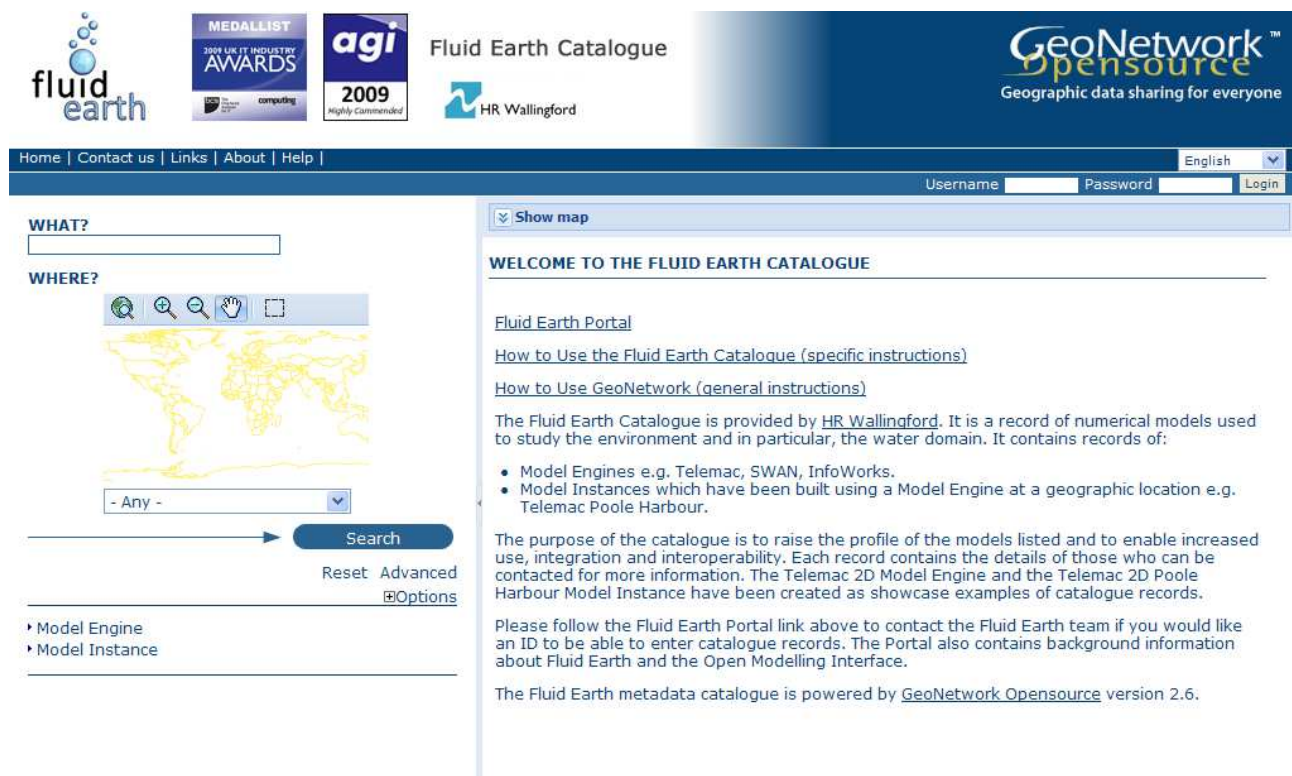 fluid
earth
MEDALLIST
2009 UK IT INDUSTRY
AWARDS
bcs
computing
agi
2009
Highly Commended
Fluid Earth Catalogue
HR Wallingford
GeoNetwork™
Opensource
Geographic data sharing for everyone
Home | Contact us | Links | About | Help |
English
Username
Password
Login
WHAT?
WHERE?
- Any -
Search
Reset Advanced
Options
Model Engine
Model Instance
Show map
WELCOME TO THE FLUID EARTH CATALOGUE
Fluid Earth Portal
How to Use the Fluid Earth Catalogue (specific instructions)
How to Use GeoNetwork (general instructions)
The Fluid Earth Catalogue is provided by HR Wallingford. It is a record of numerical models used
to study the environment and in particular, the water domain. It contains records of:
• Model Engines e.g. Telemac, SWAN, InfoWorks.
• Model Instances which have been built using a Model Engine at a geographic location e.g.
Telemac Poole Harbour.
The purpose of the catalogue is to raise the profile of the models listed and to enable increased
use, integration and interoperability. Each record contains the details of those who can be
contacted for more information. The Telemac 2D Model Engine and the Telemac 2D Poole
Harbour Model Instance have been created as showcase examples of catalogue records.
Please follow the Fluid Earth Portal link above to contact the Fluid Earth team if you would like
an ID to be able to enter catalogue records. The Portal also contains background information
about Fluid Earth and the Open Modelling Interface.
The Fluid Earth metadata catalogue is powered by GeoNetwork Opensource version 2.6.